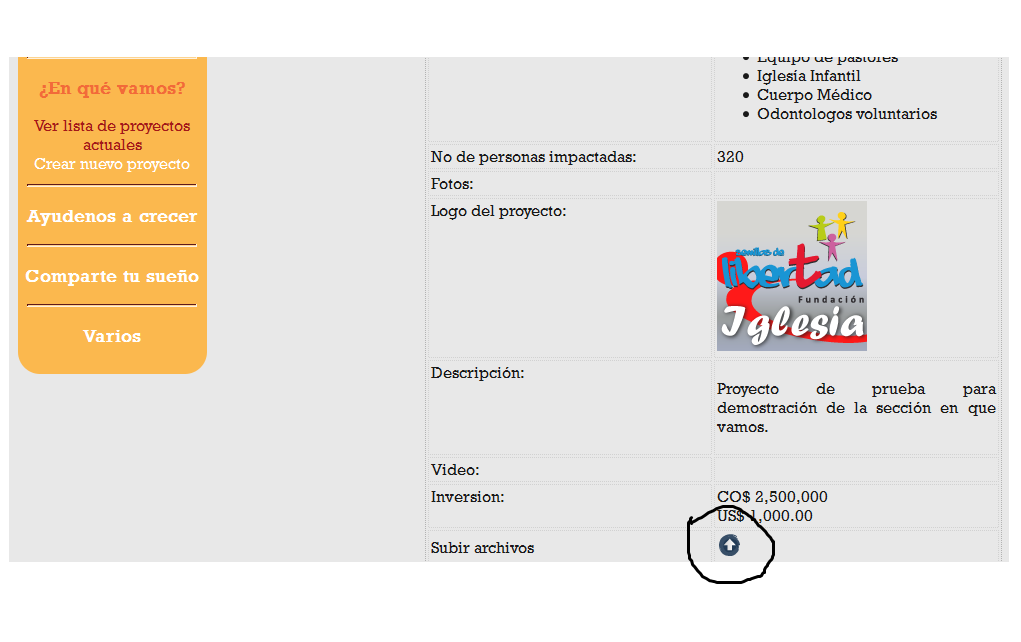 ¿En qué vamos?
Ver lista de proyectos
actuales
Crear nuevo proyecto
Ayudenos a crecer
Comparte tu sueño
Varios
Equipo de pastores
Iglesía Infantil
Cuerpo Médico
Odontologos voluntarios
No de personas impactadas: 320
Fotos:
Logo del proyecto:
semillas de
libertad
Fundación
Iglesia
Descripción:
Proyecto de prueba para
demostración de la sección en que
vamos.
Video:
Inversion: CO$ 2,500,000
US$ 1,000.00
Subir archivos